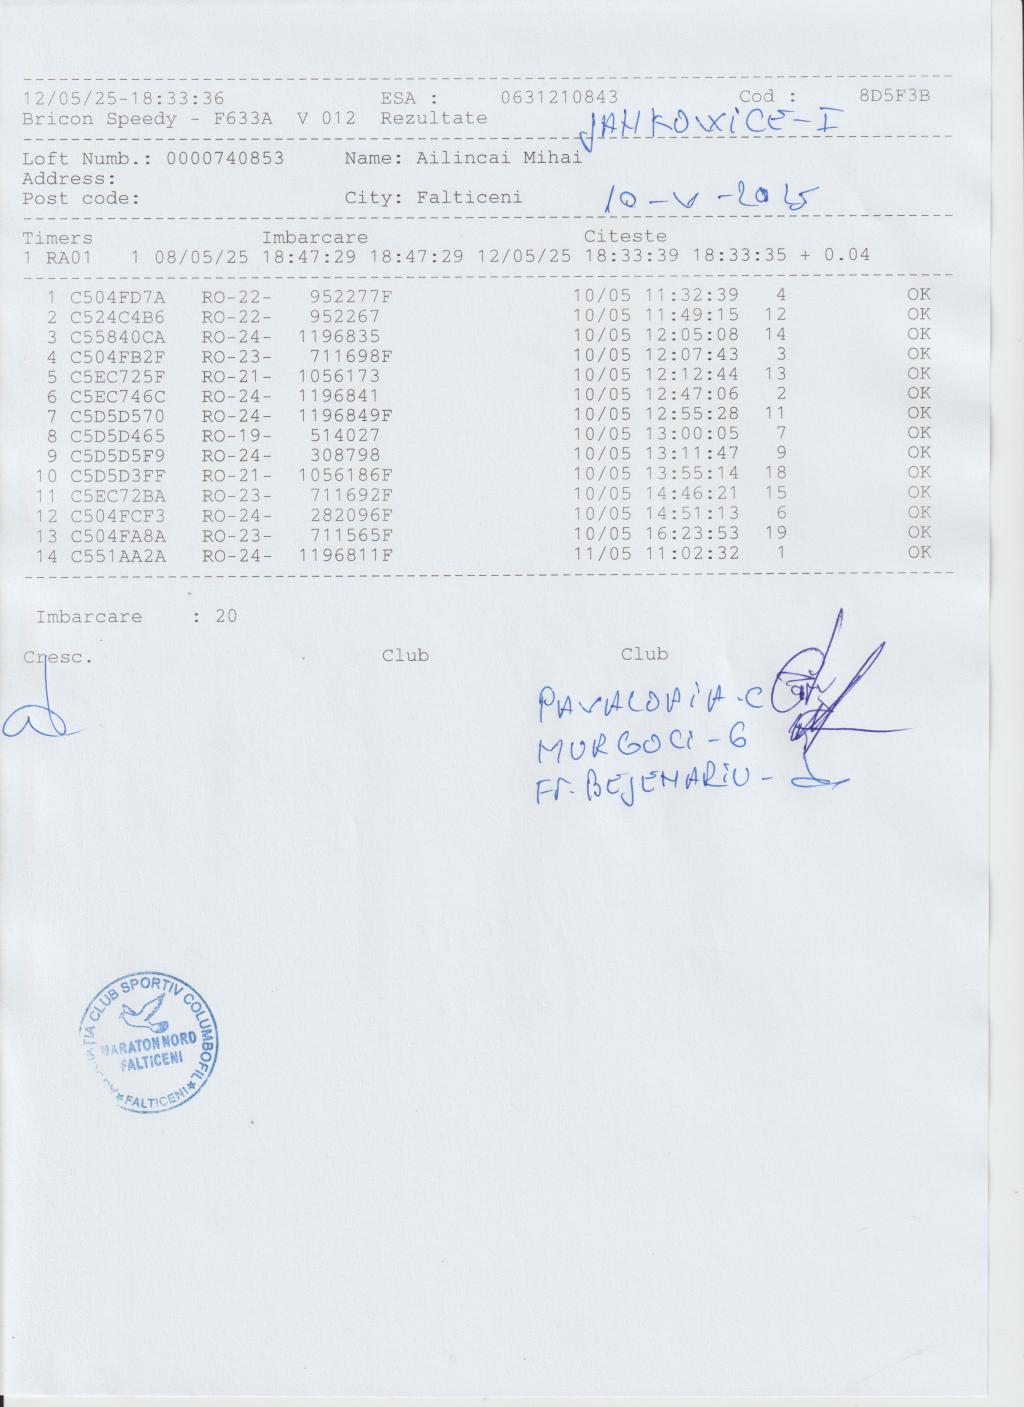 12/05/25-18:33:36 ESA : 0631210843 Cod : 8D5F3B
Bricon Speedy - F633A V 012 Rezultate
JANKOWICE-I
Loft Numb.: 0000740853 Name: Ailincai Mihai
Address:
Post code: City: Falticeni
10-V-2025
Timers Imbarcare Citeste
1 RA01 1 08/05/25 18:47:29 18:47:29 12/05/25 18:33:39 18:33:35 + 0.04
1 C504FD7A RO-22- 952277F 10/05 11:32:39 4 OK
2 C524C4B6 RO-22- 952267 10/05 11:49:15 12 OK
3 C55840CA RO-24- 1196835 10/05 12:05:08 14 OK
4 C504FB2F RO-23- 711698F 10/05 12:07:43 3 OK
5 C5EC725F RO-21- 1056173 10/05 12:12:44 13 OK
6 C5EC746C RO-24- 1196841 10/05 12:47:06 2 OK
7 C5D5D570 RO-24- 1196849F 10/05 12:55:28 11 OK
8 C5D5D465 RO-19- 514027 10/05 13:00:05 7 OK
9 C5D5D5F9 RO-24- 308798 10/05 13:11:47 9 OK
10 C5D5D3FF RO-21- 1056186F 10/05 13:55:14 18 OK
11 C5EC72BA RO-23- 711692F 10/05 14:46:21 15 OK
12 C504FCF3 RO-24- 282096F 10/05 14:51:13 6 OK
13 C504FA8A RO-23- 711565F 10/05 16:23:53 19 OK
14 C551AA2A RO-24- 1196811F 11/05 11:02:32 1 OK
Imbarcare : 20
Cresc. Club Club
PAVALOAIA-C
MURGOCI-G
Fr. BEJENARIU-
CLUB SPORTIV COLUMBOFIL
MARATON NORD
FALTICENI
*FALTICENI*